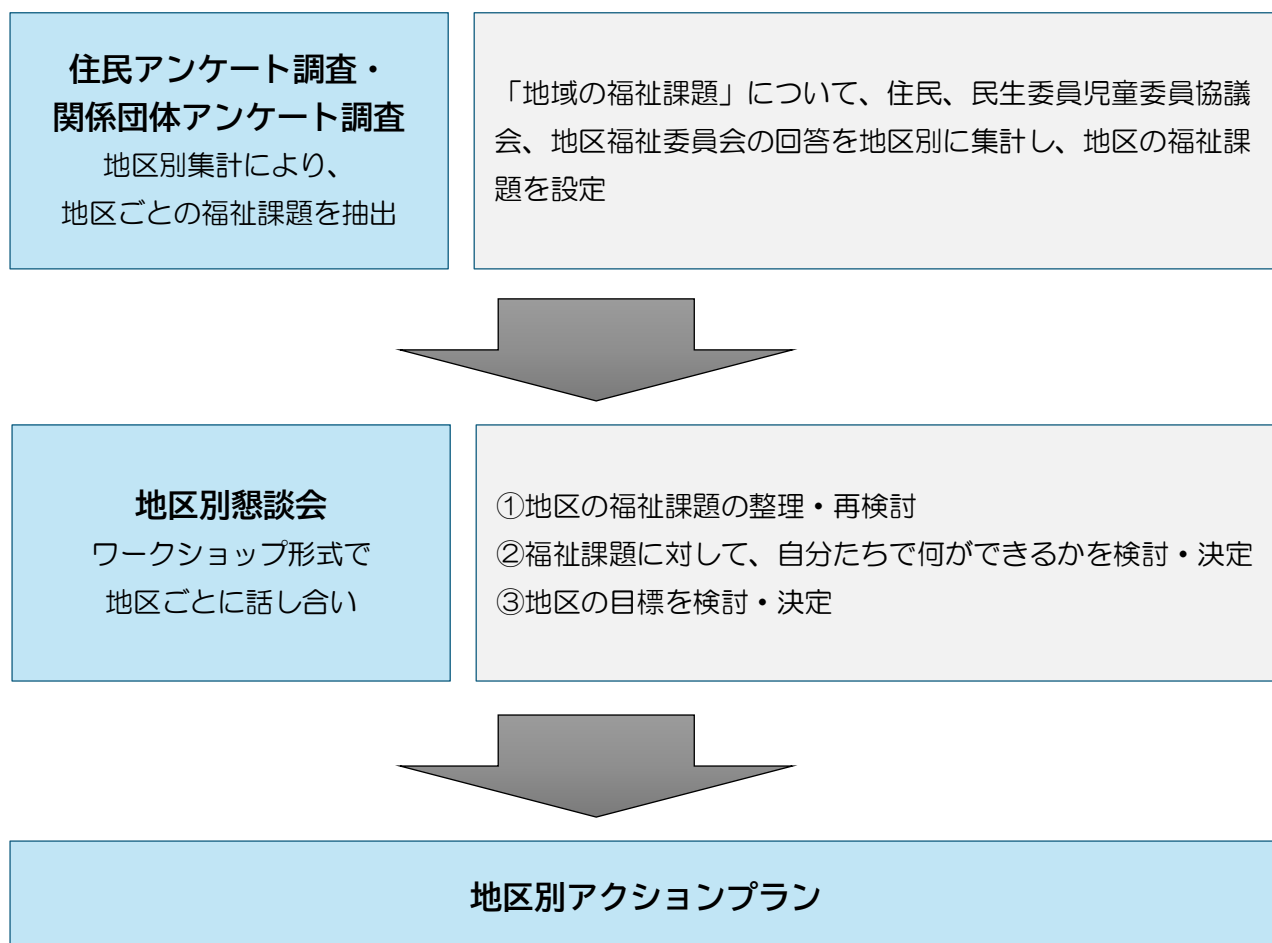 住民アンケート調査・
関係団体アンケート調査
地区別集計により、
地区ごとの福祉課題を抽出
「地域の福祉課題」について、住民、民生委員児童委員協議
会、地区福祉委員会の回答を地区別に集計し、地区の福祉課
題を設定
地区別懇談会
ワークショップ形式で
地区ごとに話し合い
①地区の福祉課題の整理・再検討
②福祉課題に対して、自分たちで何ができるかを検討・決定
③地区の目標を検討・決定
地区別アクションプラン